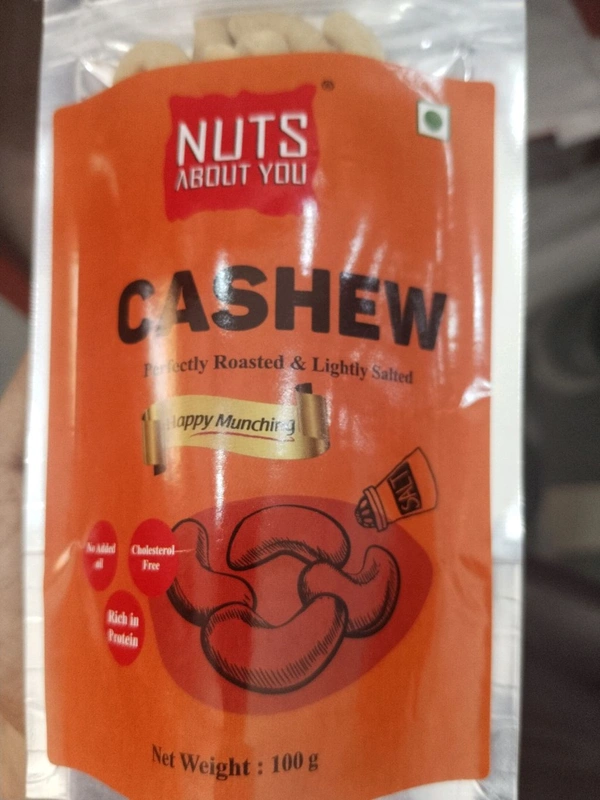 NUTS
ABOUT YOU
®
CASHEW
Perfectly Roasted & Lightly Salted
Happy Munching
SALT
No Added
oil
Cholesterol
Free
Rich in
Protein
Net Weight : 100 g